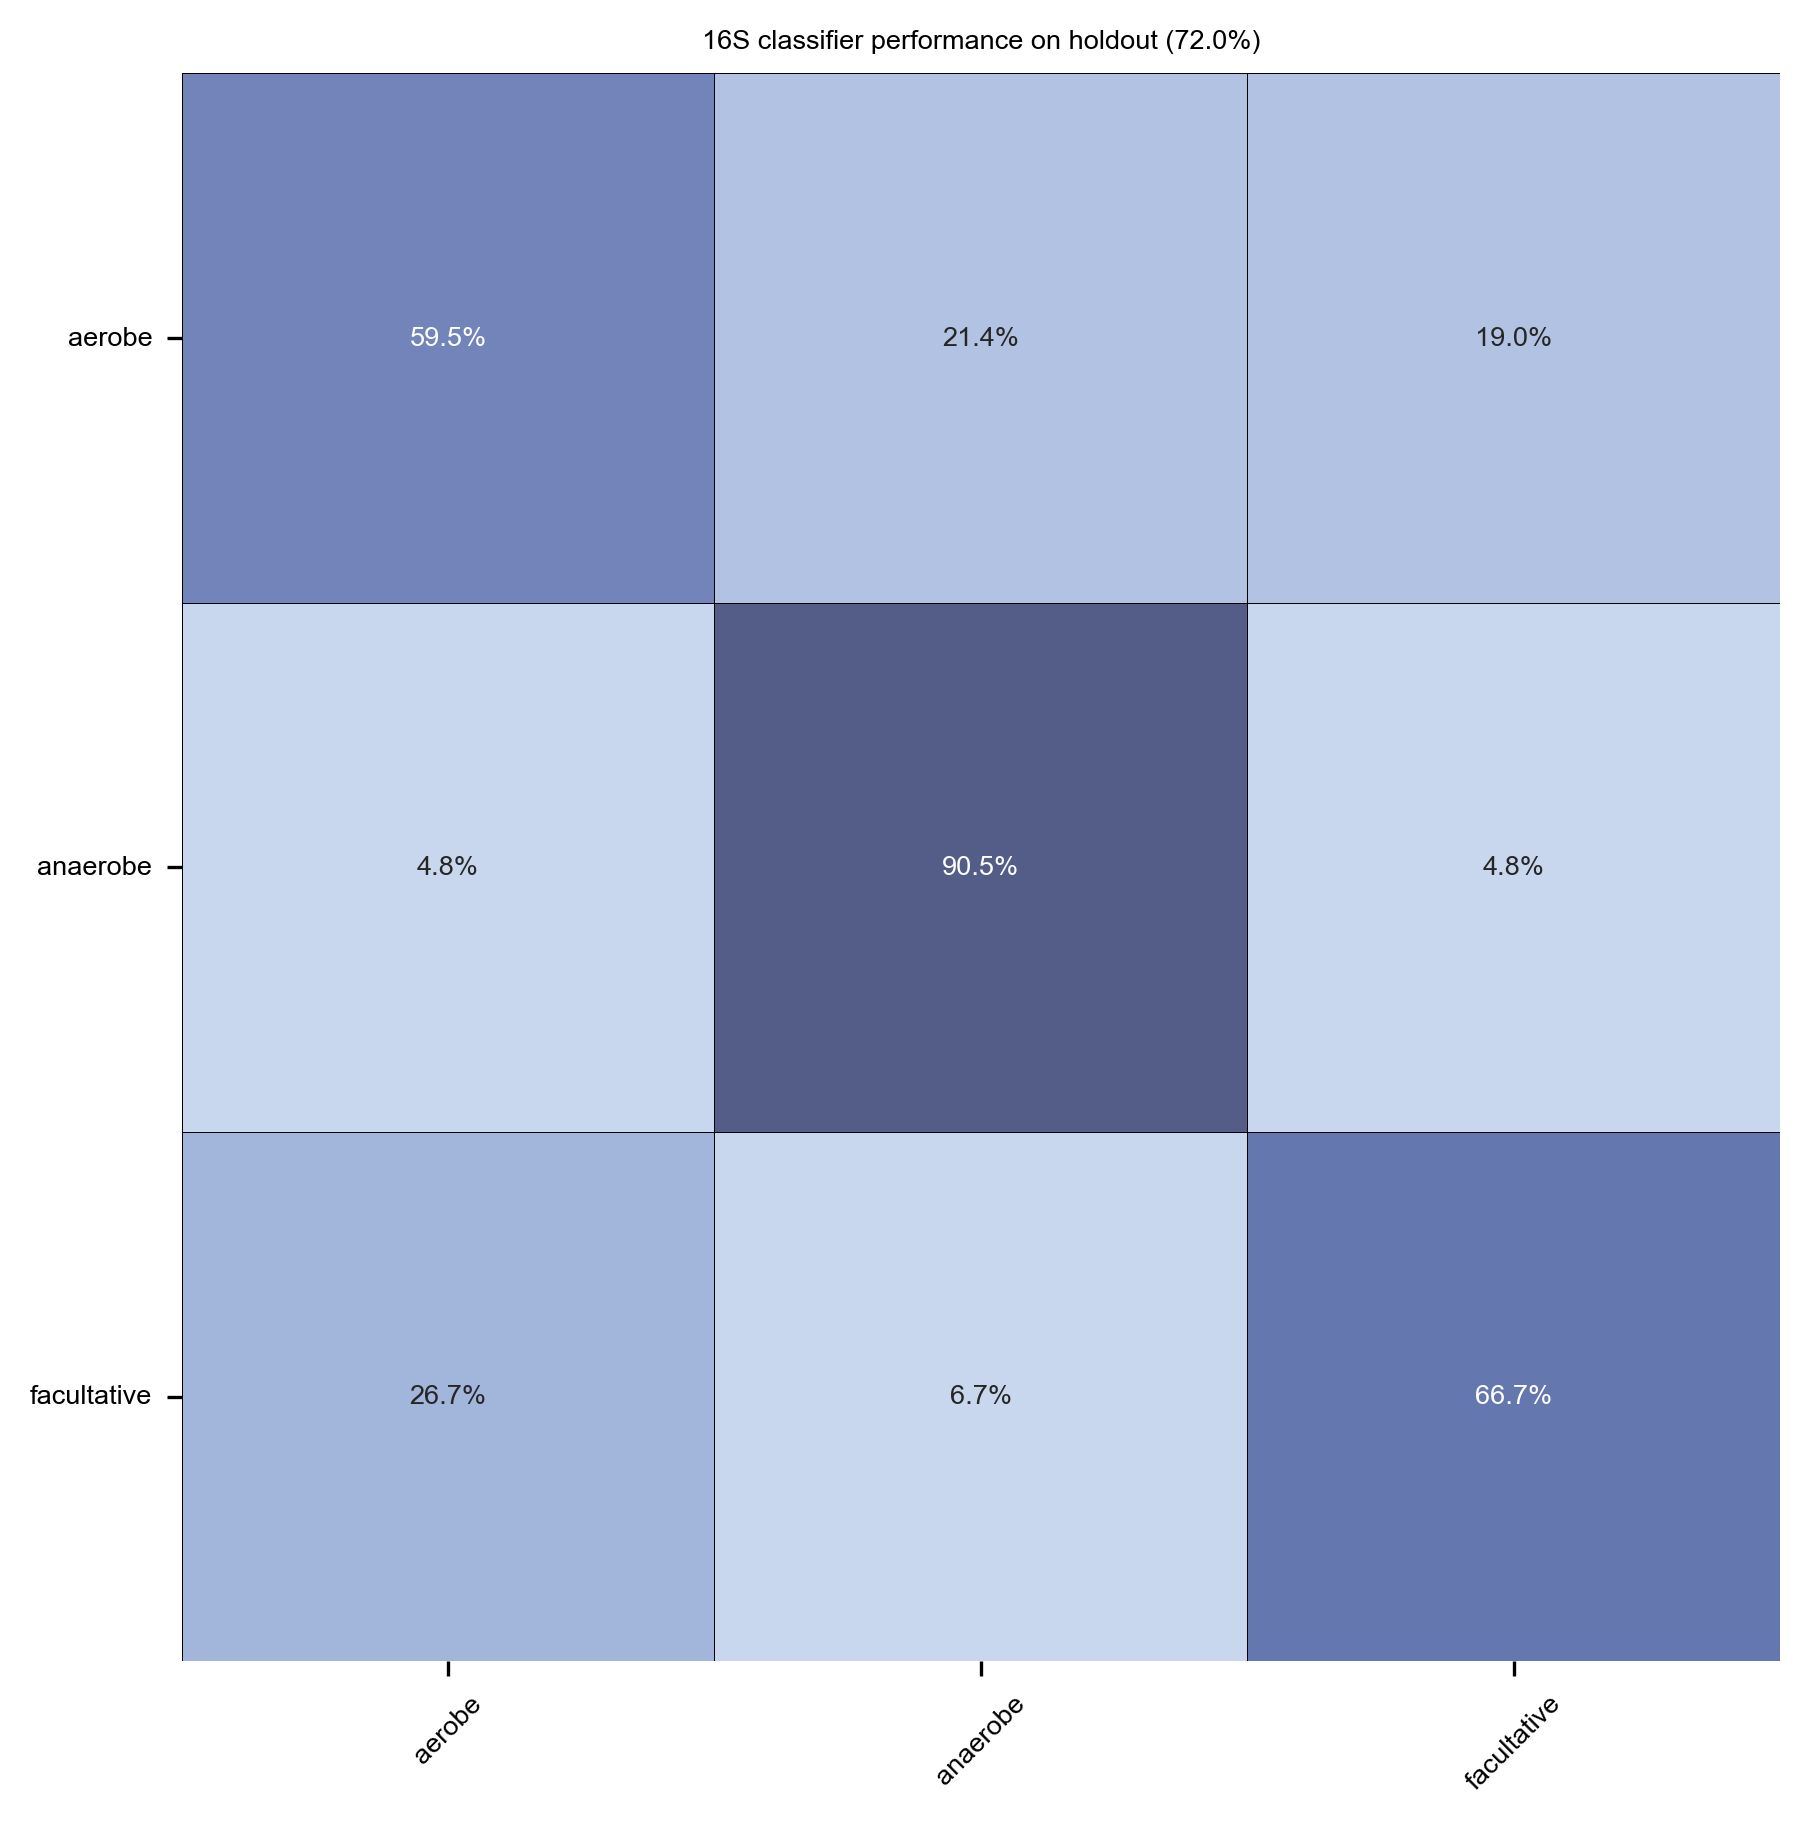 16S classifier performance on holdout (72.0%)
aerobe
59.5%
21.4%
19.0%
anaerobe
4.8%
90.5%
4.8%
facultative
26.7%
6.7%
66.7%
aerobe
anaerobe
facultative